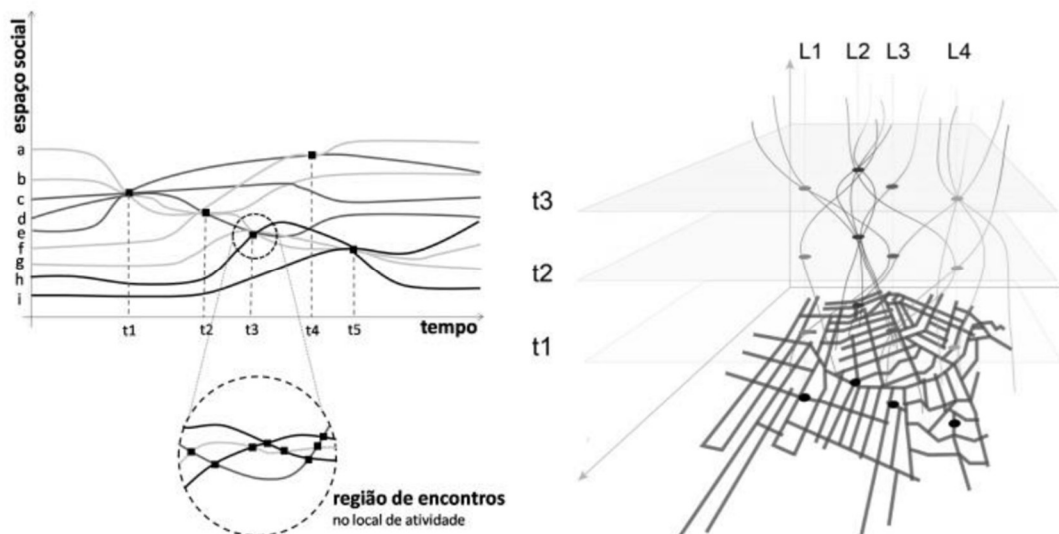 espaço social
a
b
c
d
e
f
g
h
i
t1
t2
t3
t4
t5
tempo
região de encontros
no local de atividade
L1
L2
L3
L4
t3
t2
t1